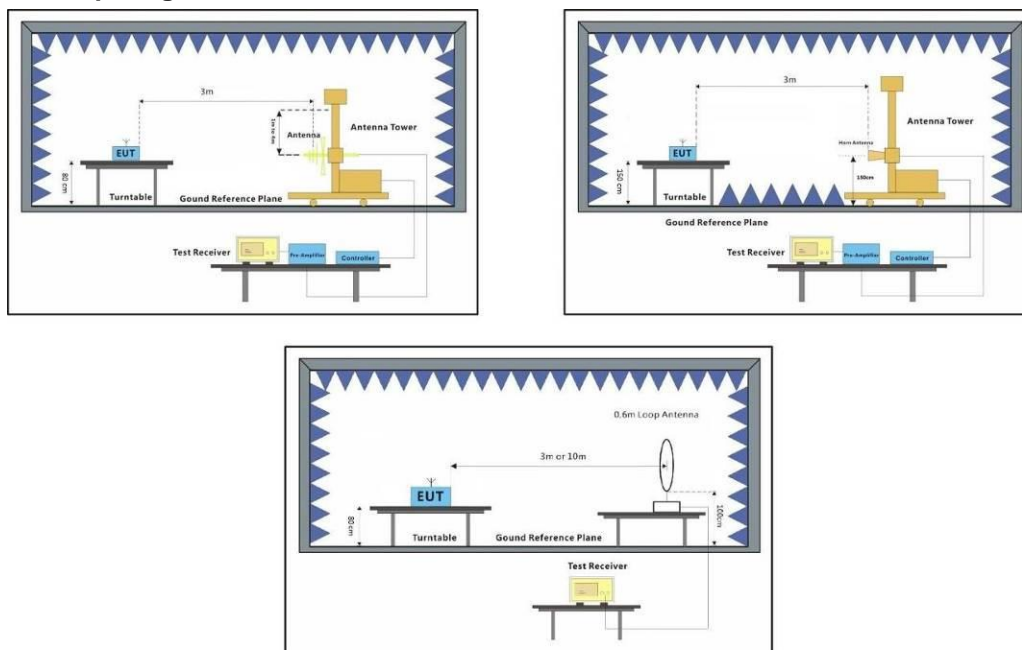 3m
1m to 4m
Antenna
Antenna Tower
EUT
80 cm
Turntable
Gound Reference Plane
Test Receiver
Pre-Amplifier
Controller
3m
Antenna Tower
Horn Antenna
EUT
150 cm
150cm
Turntable
Gound Reference Plane
Test Receiver
Pre-Amplifier
Controller
0.6m Loop Antenna
3m or 10m
EUT
80 cm
100cm
Turntable
Gound Reference Plane
Test Receiver